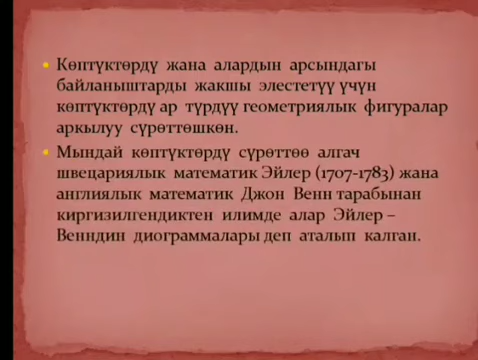 Көптүктөрдү жана алардын арсындагы
байланыштарды жакшы элестетүү үчүн
көптүктөрдү ар түрдүү геометриялык фигуралар
аркылуу сүрөттөшкөн.
Мындай көптүктөрдү сүрөттөө алгач
швецариялык математик Эйлер (1707-1783) жана
англиялык математик Джон Венн тарабынан
киргизилгендиктен илимде алар Эйлер –
Венндин диограммалары деп аталып калган.